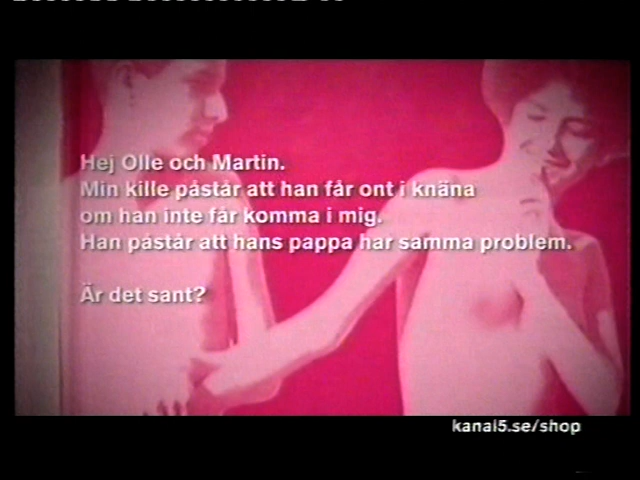 Hej Olle och Martin.
Min kille påstår att han får ont i knäna
om han inte får komma i mig.
Han påstår att hans pappa har samma problem.
Är det sant?
kanal5.se/shop